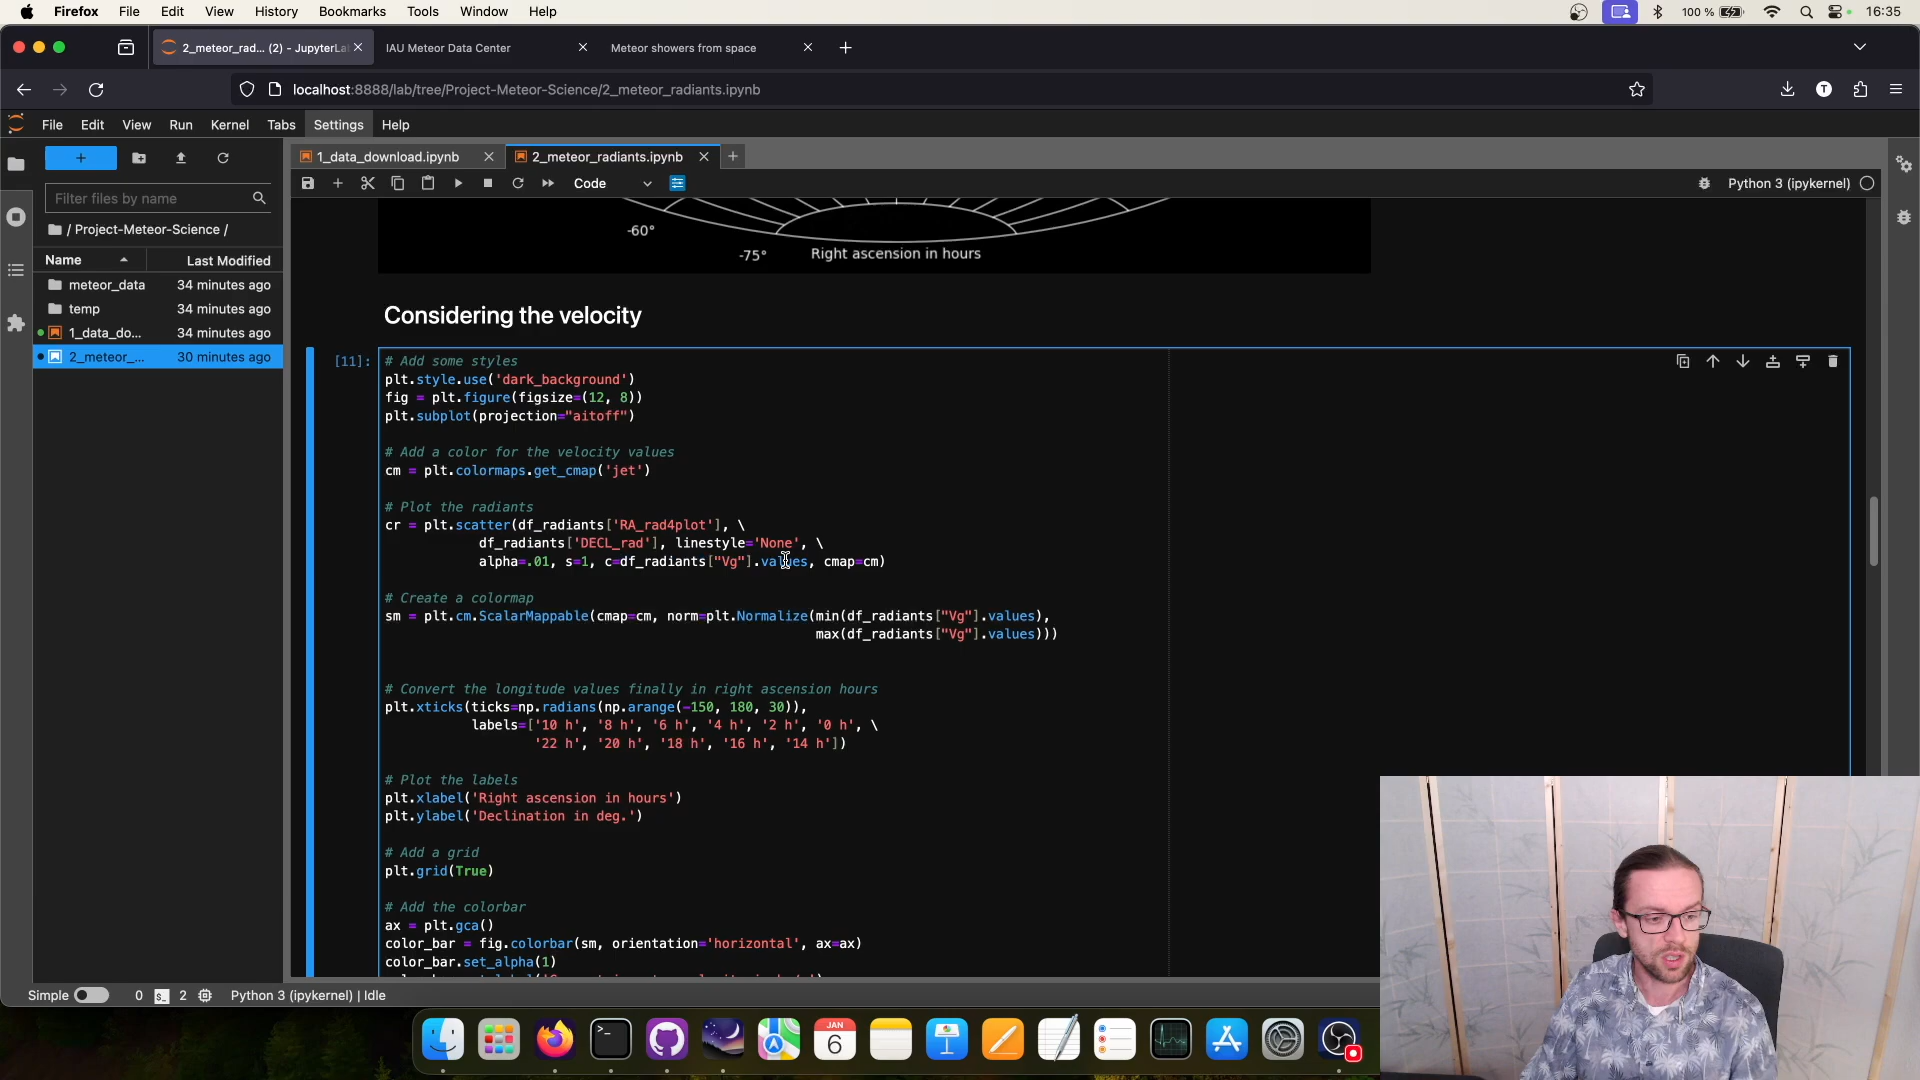 Firefox File Edit View History Bookmarks Tools Window Help
100 % 16:35
2_meteor_rad... (2) - JupyterLa
IAU Meteor Data Center
Meteor showers from space
localhost:8888/lab/tree/Project-Meteor-Science/2_meteor_radiants.ipynb
T
File Edit View Run Kernel Tabs Settings Help
1_data_download.ipynb
2_meteor_radiants.ipynb
Code
Python 3 (ipykernel)
Filter files by name
/ Project-Meteor-Science /
Name Last Modified
meteor_data 34 minutes ago
temp 34 minutes ago
1_data_do... 34 minutes ago
2_meteor_... 30 minutes ago
-60°
-75°
Right ascension in hours
Considering the velocity
[11]:
# Add some styles
plt.style.use('dark_background')
fig = plt.figure(figsize=(12, 8))
plt.subplot(projection="aitoff")
# Add a color for the velocity values
cm = plt.colormaps.get_cmap('jet')
# Plot the radiants
cr = plt.scatter(df_radiants['RA_rad4plot'], \
df_radiants['DECL_rad'], linestyle='None', \
alpha=.01, s=1, c=df_radiants["Vg"].values, cmap=cm)
# Create a colormap
sm = plt.cm.ScalarMappable(cmap=cm, norm=plt.Normalize(min(df_radiants["Vg"].values),
max(df_radiants["Vg"].values)))
# Convert the longitude values finally in right ascension hours
plt.xticks(ticks=np.radians(np.arange(-150, 180, 30)),
labels=['10 h', '8 h', '6 h', '4 h', '2 h', '0 h', \
'22 h', '20 h', '18 h', '16 h', '14 h'])
# Plot the labels
plt.xlabel('Right ascension in hours')
plt.ylabel('Declination in deg.')
# Add a grid
plt.grid(True)
# Add the colorbar
ax = plt.gca()
color_bar = fig.colorbar(sm, orientation='horizontal', ax=ax)
color_bar.set_alpha(1)
Simple 0 2 Python 3 (ipykernel) | Idle
JAN
6